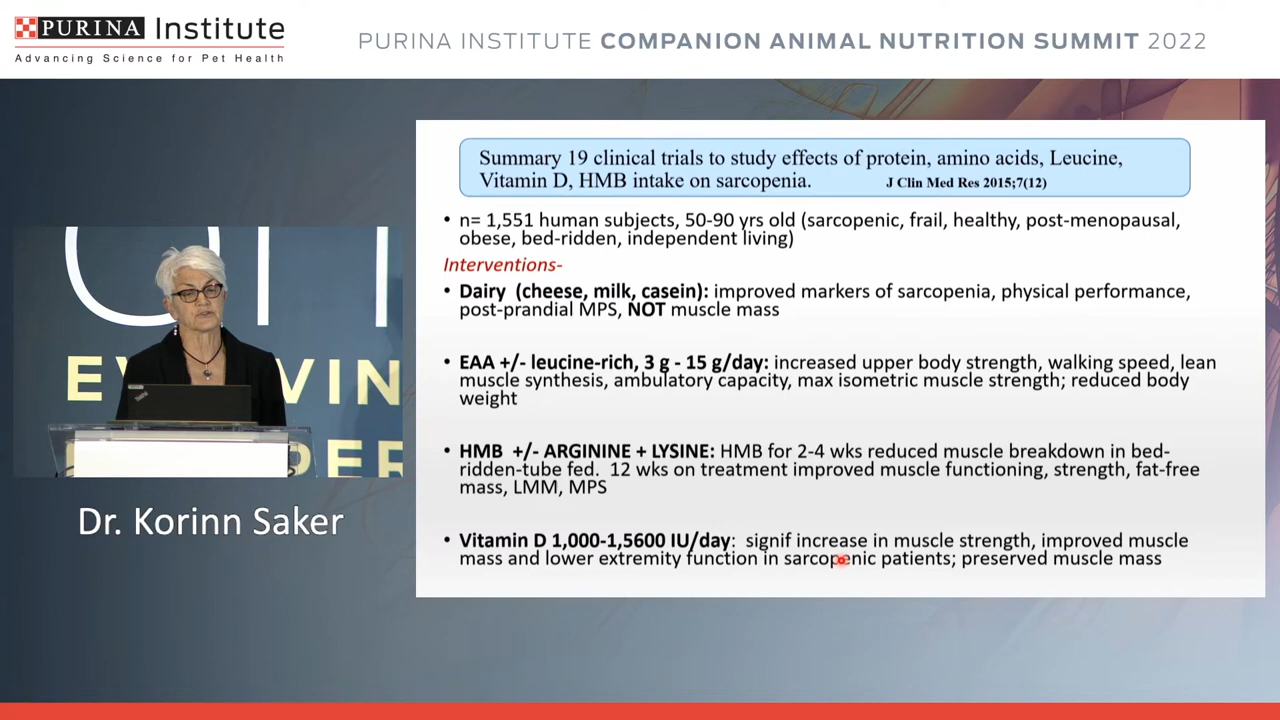 PURINA Institute
Advancing Science for Pet Health
PURINA INSTITUTE COMPANION ANIMAL NUTRITION SUMMIT 2022
Summary 19 clinical trials to study effects of protein, amino acids, Leucine,
Vitamin D, HMB intake on sarcopenia. J Clin Med Res 2015;7(12)
• n= 1,551 human subjects, 50-90 yrs old (sarcopenic, frail, healthy, post-menopausal,
obese, bed-ridden, independent living)
Interventions-
• Dairy (cheese, milk, casein): improved markers of sarcopenia, physical performance,
post-prandial MPS, NOT muscle mass
• EAA +/- leucine-rich, 3 g - 15 g/day: increased upper body strength, walking speed, lean
muscle synthesis, ambulatory capacity, max isometric muscle strength; reduced body
weight
• HMB +/- ARGININE + LYSINE: HMB for 2-4 wks reduced muscle breakdown in bed-
ridden-tube fed. 12 wks on treatment improved muscle functioning, strength, fat-free
mass, LMM, MPS
• Vitamin D 1,000-1,5600 IU/day: signif increase in muscle strength, improved muscle
mass and lower extremity function in sarcopenic patients; preserved muscle mass
Dr. Korinn Saker